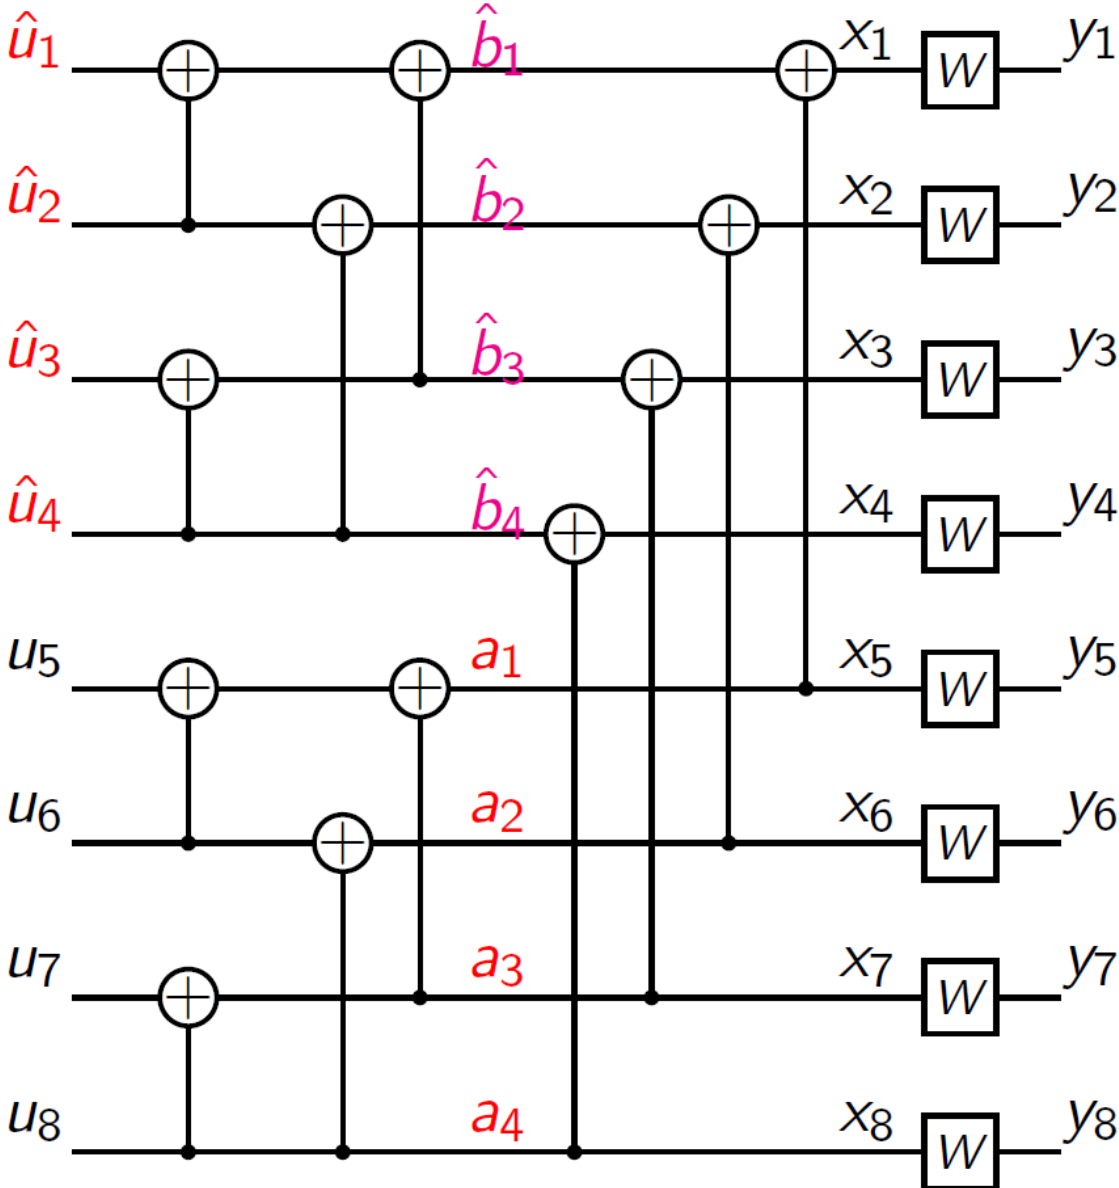 û₁ b̂₁ x₁ W y₁
û₂ b̂₂ x₂ W y₂
û₃ b̂₃ x₃ W y₃
û₄ b̂₄ x₄ W y₄
u₅ a₁ x₅ W y₅
u₆ a₂ x₆ W y₆
u₇ a₃ x₇ W y₇
u₈ a₄ x₈ W y₈